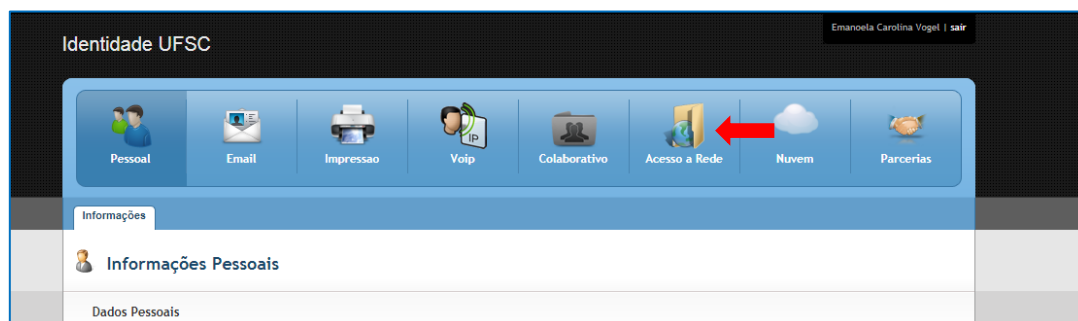 Emanoela Carolina Vogel | sair
Identidade UFSC
IP
Pessoal Email Impressao Voip Colaborativo Acesso a Rede Nuvem Parcerias
Informações
Informações Pessoais
Dados Pessoais